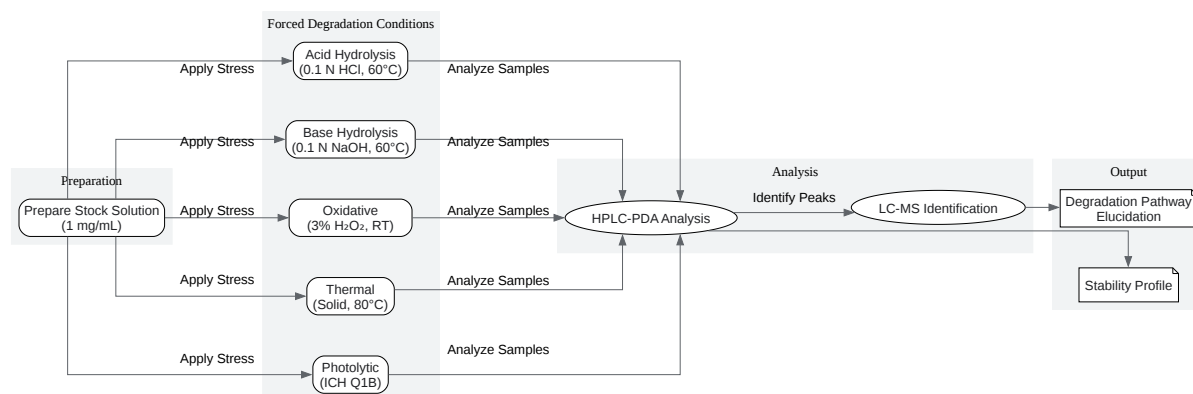 Forced Degradation Conditions
Acid Hydrolysis
(0.1 N HCl, 60°C)
Apply Stress
Analyze Samples
Base Hydrolysis
(0.1 N NaOH, 60°C)
Apply Stress
Analyze Samples
Preparation
Prepare Stock Solution
(1 mg/mL)
Apply Stress
Oxidative
(3% H₂O₂, RT)
Analyze Samples
Apply Stress
Thermal
(Solid, 80°C)
Analyze Samples
Apply Stress
Photolytic
(ICH Q1B)
Analyze Samples
Analysis
HPLC-PDA Analysis
Identify Peaks
LC-MS Identification
Output
Degradation Pathway
Elucidation
Stability Profile